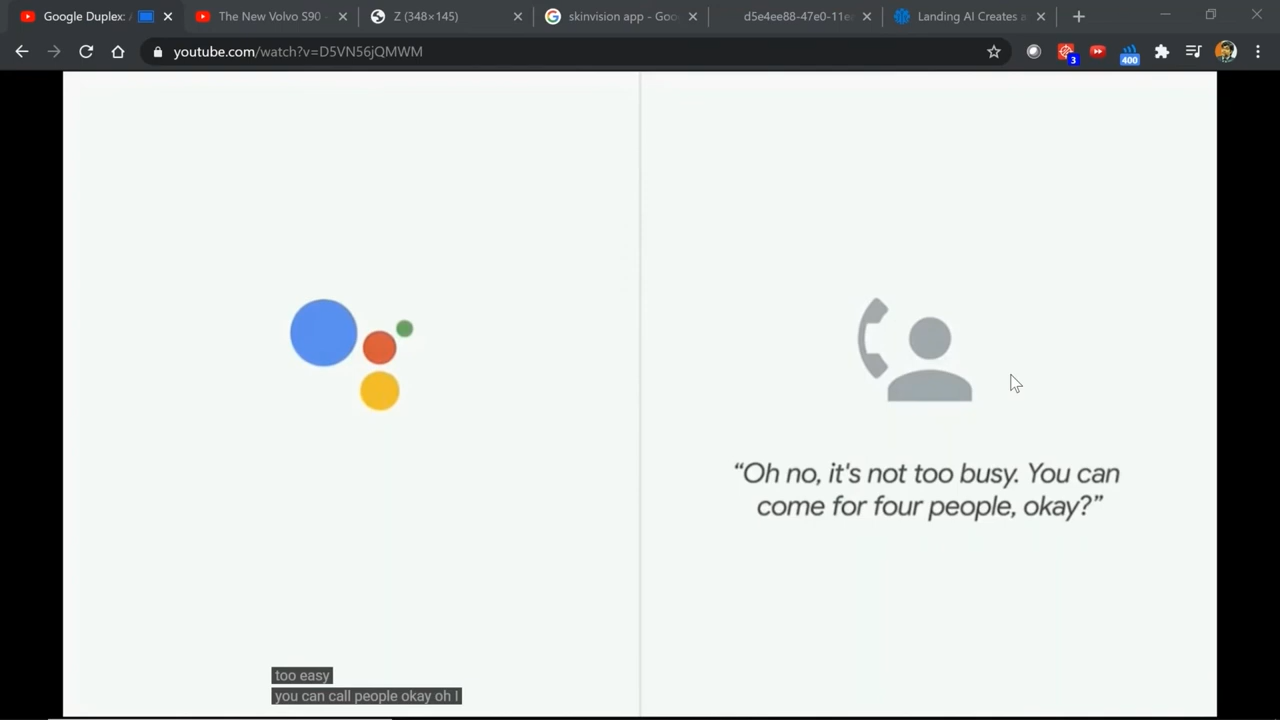 Google Duplex: A
The New Volvo S90 -
Z (348×145)
skinvision app - Goo
d5e4ee88-47e0-11e
Landing AI Creates a
youtube.com/watch?v=D5VN56jQMWM
3
400
“Oh no, it's not too busy. You can
come for four people, okay?”
too easy
you can call people okay oh I